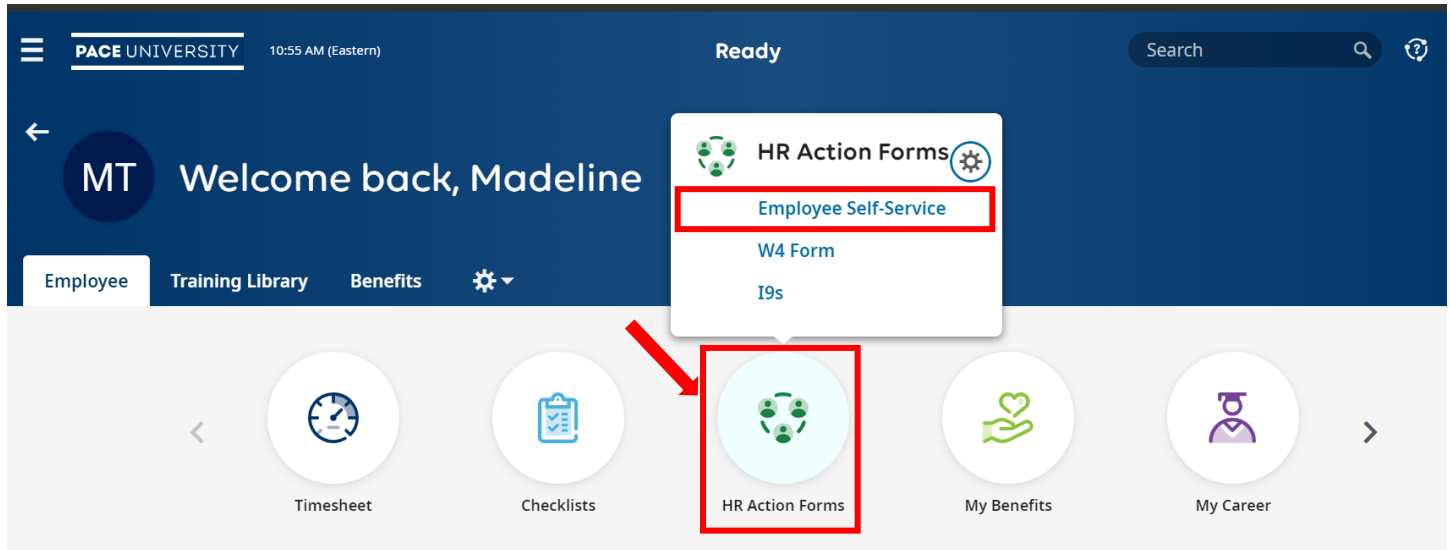 PACE UNIVERSITY
10:55 AM (Eastern)
Ready
Search
MT
Welcome back, Madeline
HR Action Forms
Employee Self-Service
W4 Form
I9s
Employee
Training Library
Benefits
Timesheet
Checklists
HR Action Forms
My Benefits
My Career